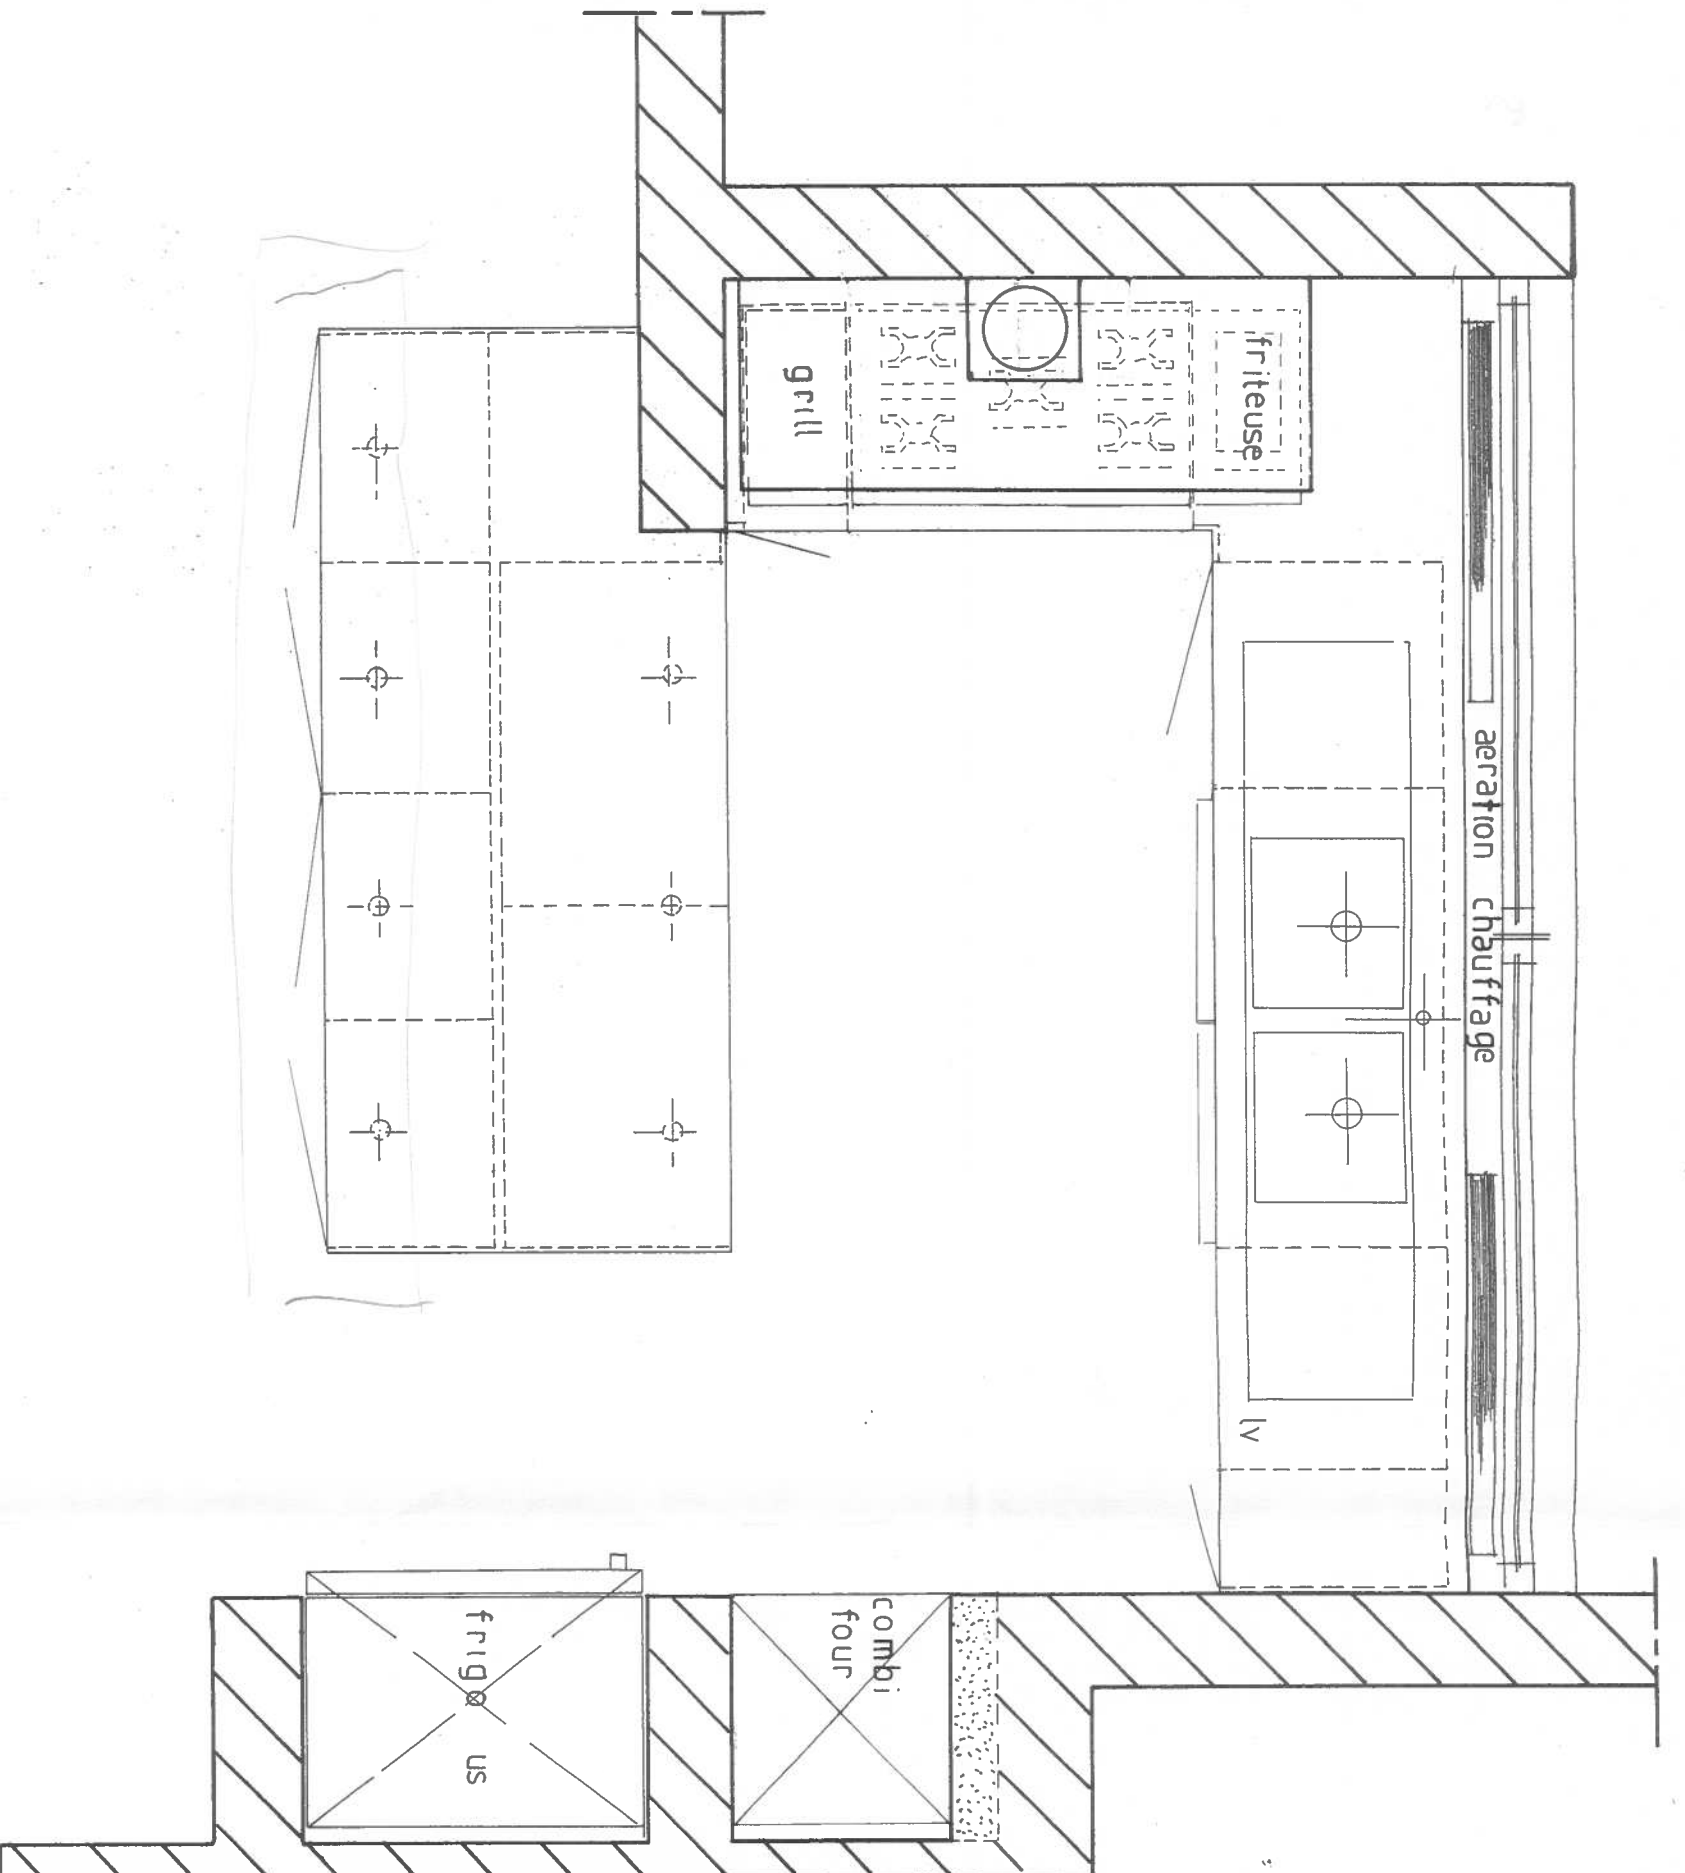 grill
friteuse
aeration chauffage
lv
combi
four
frigo us